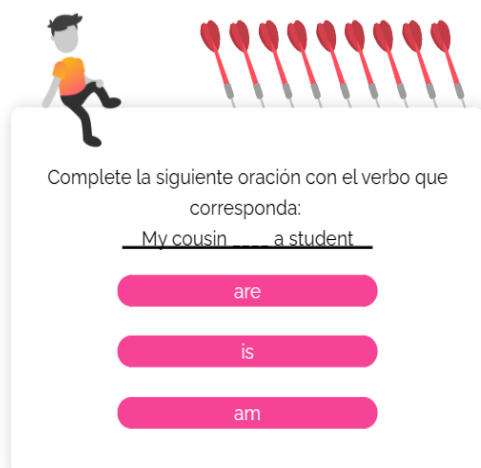 Complete la siguiente oración con el verbo que
corresponda:
My cousin ____ a student
are
is
am